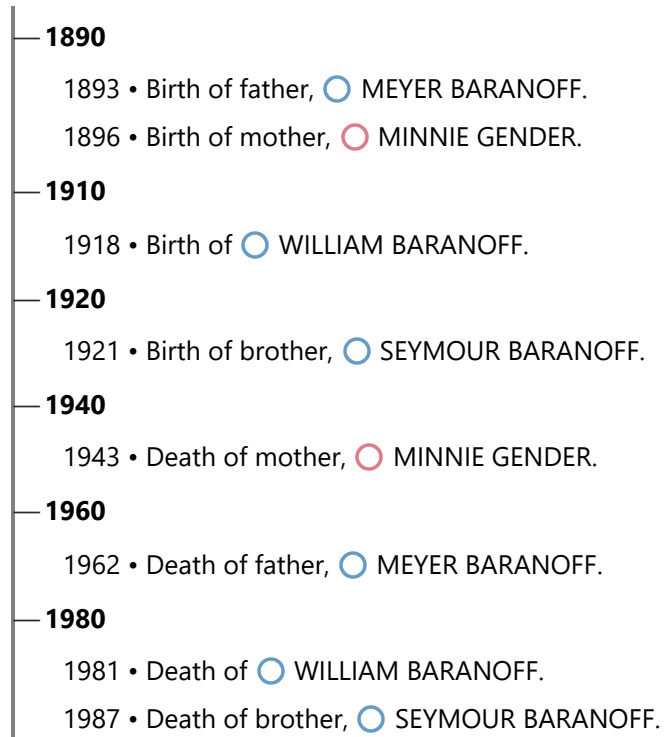 1890
1893 • Birth of father, MEYER BARANOFF.
1896 • Birth of mother, MINNIE GENDER.
1910
1918 • Birth of WILLIAM BARANOFF.
1920
1921 • Birth of brother, SEYMOUR BARANOFF.
1940
1943 • Death of mother, MINNIE GENDER.
1960
1962 • Death of father, MEYER BARANOFF.
1980
1981 • Death of WILLIAM BARANOFF.
1987 • Death of brother, SEYMOUR BARANOFF.